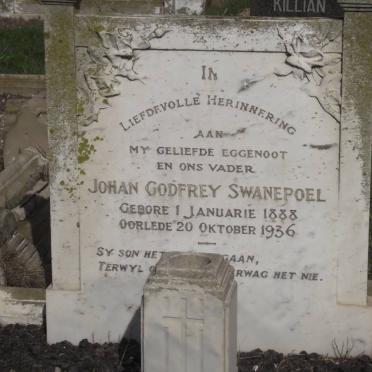 KILLIAN
IN
LIEFDEVOLLE HERINNERING
AAN
MY GELIEFDE EGGENOOT
EN ONS VADER
JOHAN GODFREY SWANEPOEL
GEBORE 1 JANUARIE 1888
OORLEDE 20 OKTOBER 1936
SY SON HET GAAN,
TERWYL HET NIE.